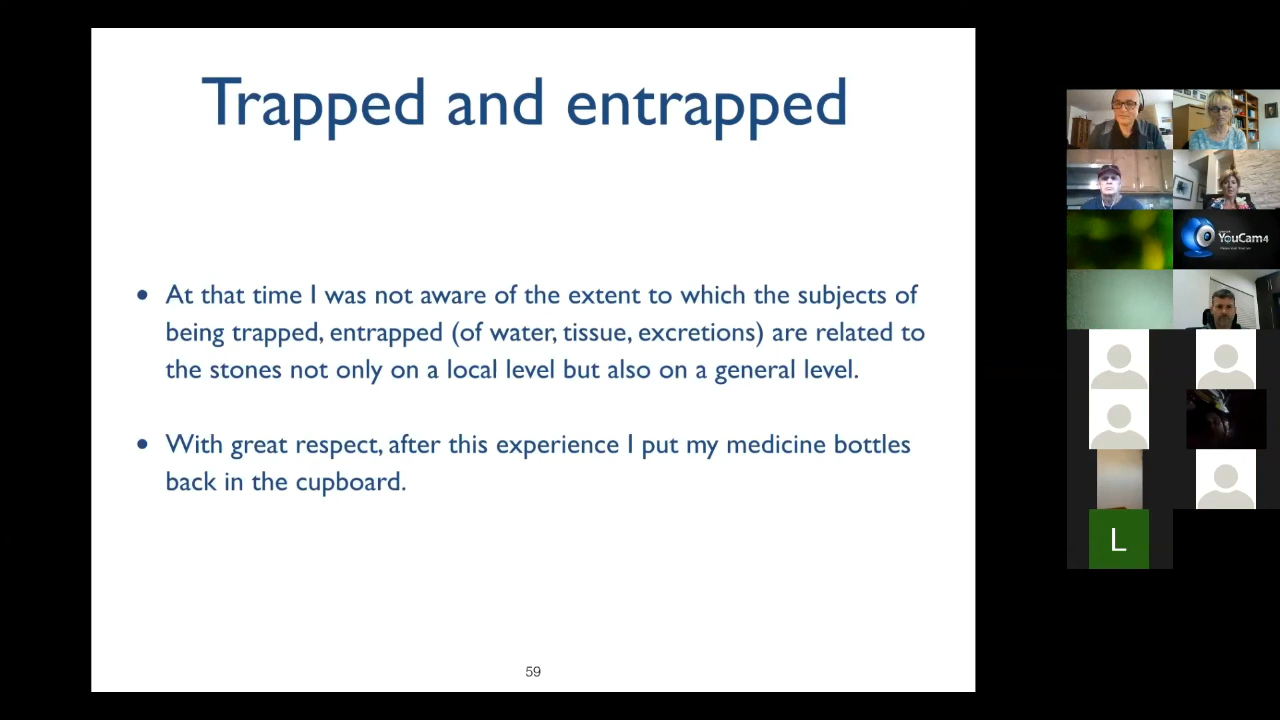 Trapped and entrapped
• At that time I was not aware of the extent to which the subjects of
being trapped, entrapped (of water, tissue, excretions) are related to
the stones not only on a local level but also on a general level.
• With great respect, after this experience I put my medicine bottles
back in the cupboard.
59
YouCam4
L